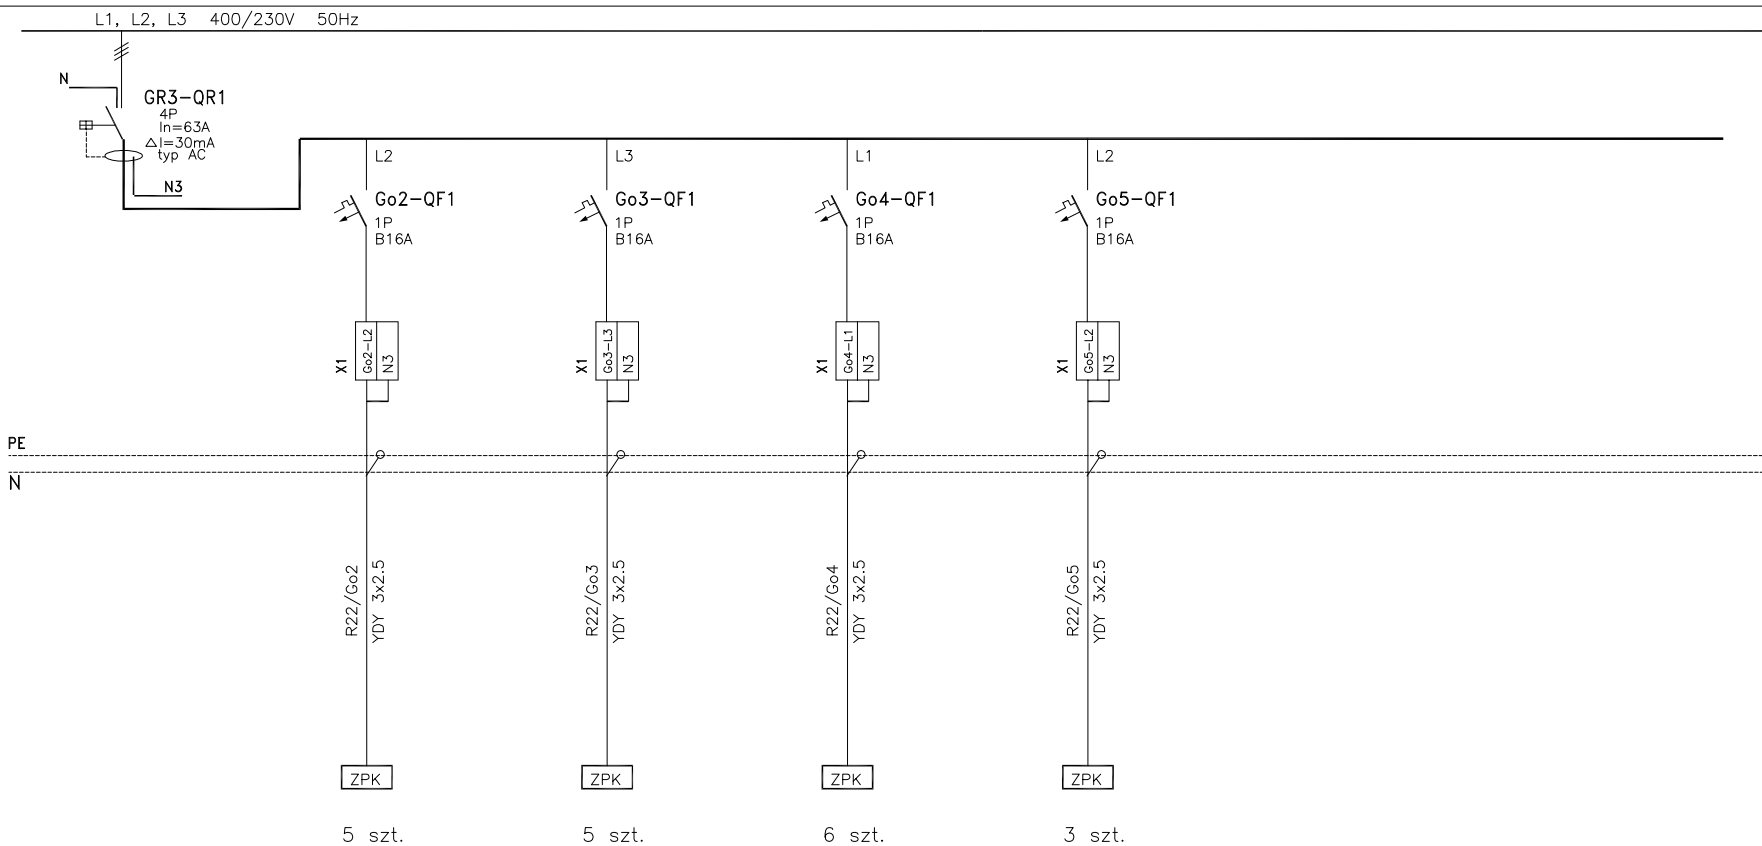 L1, L2, L3 400/230V 50Hz
N
GR3-QR1
4P
In=63A
△I=30mA
typ AC
N3
L2
Go2-QF1
1P
B16A
L3
Go3-QF1
1P
B16A
L1
Go4-QF1
1P
B16A
L2
Go5-QF1
1P
B16A
X1
Go2-L2
N3
X1
Go3-L3
N3
X1
Go4-L1
N3
X1
Go5-L2
N3
PE
N
R22/Go2
YDY 3x2.5
R22/Go3
YDY 3x2.5
R22/Go4
YDY 3x2.5
R22/Go5
YDY 3x2.5
ZPK
ZPK
ZPK
ZPK
5 szt.
5 szt.
6 szt.
3 szt.